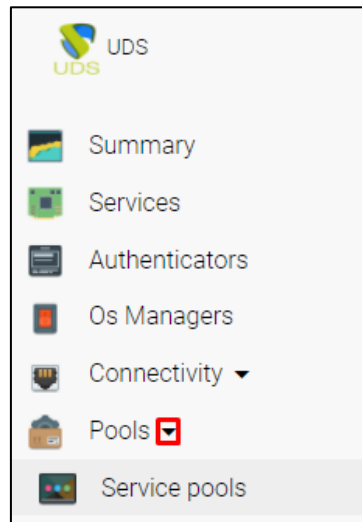 UDS
UDS
Summary
Services
Authenticators
Os Managers
Connectivity
Pools
Service pools